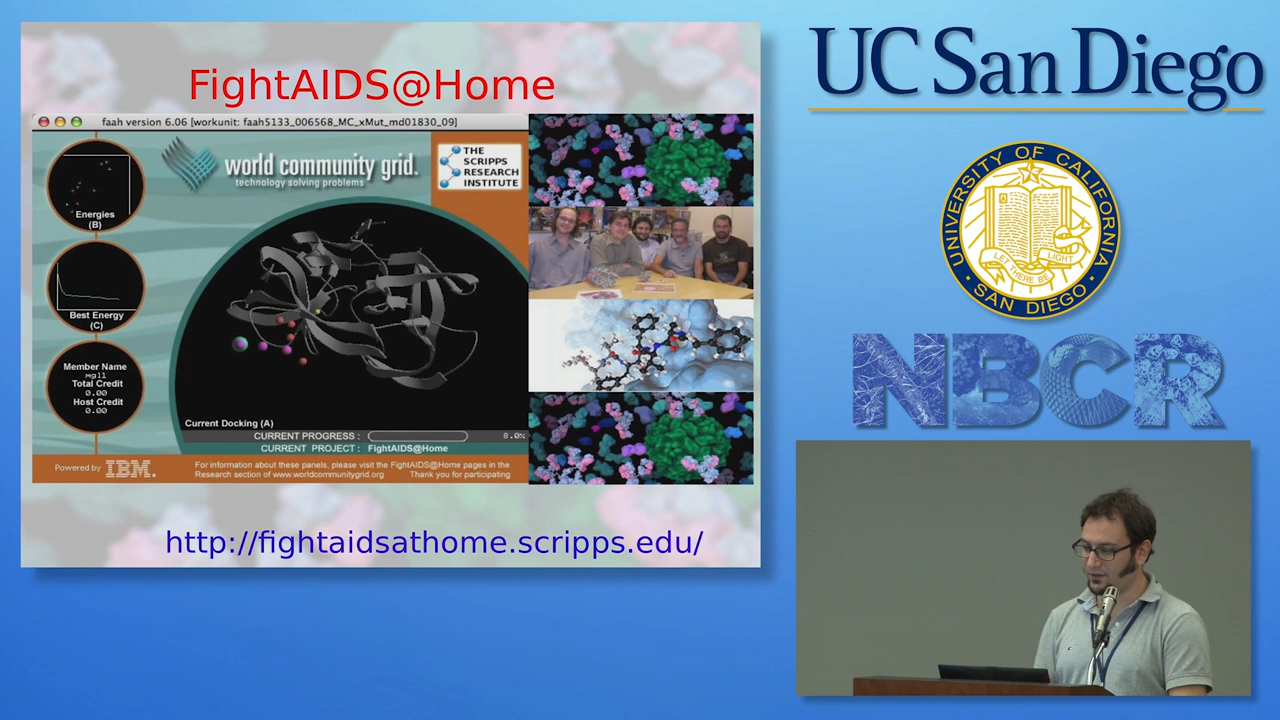 FightAIDS@Home
faah version 6.06 [workunit: faah5133_006568_MC_xMut_md01830_09]
world community grid.
technology solving problems
THE
SCRIPPS
RESEARCH
INSTITUTE
Energies
(B)
Best Energy
(C)
Member Name
mgll
Total Credit
0.00
Host Credit
0.00
Current Docking (A)
CURRENT PROGRESS :
8.0%
CURRENT PROJECT : FightAIDS@Home
Powered by IBM.
For information about these panels, please visit the FightAIDS@Home pages in the
Research section of www.worldcommunitygrid.org Thank you for participating
http://fightaidsathome.scripps.edu/
UC San Diego
UNIVERSITY OF CALIFORNIA
LET THERE BE LIGHT
SAN DIEGO
NBCR